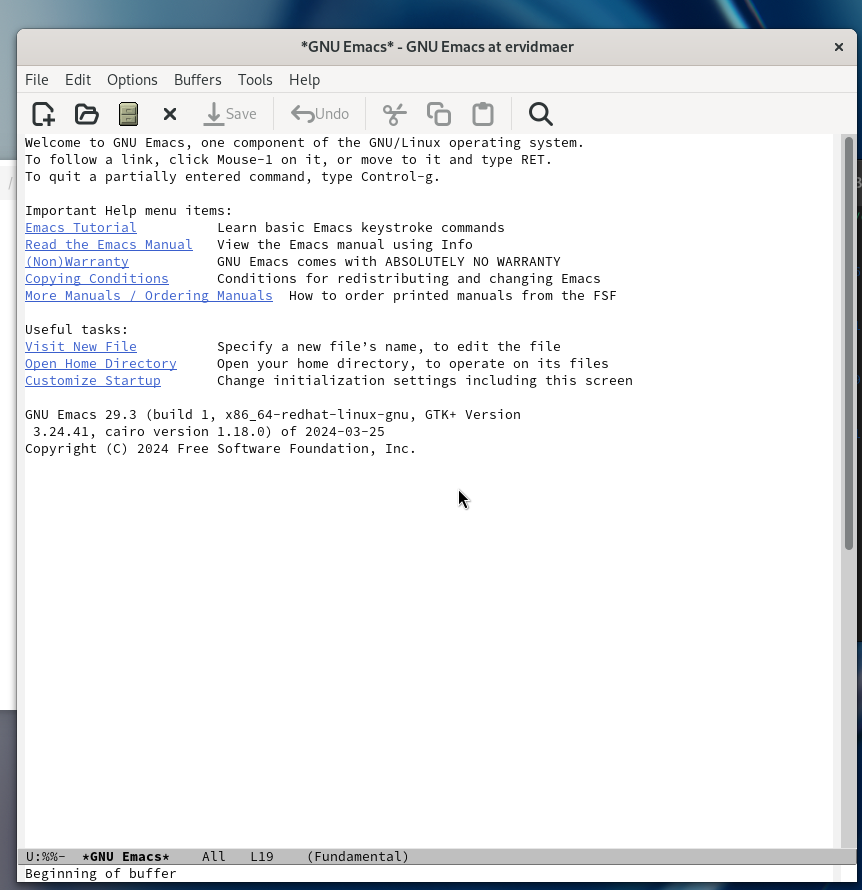 *GNU Emacs* - GNU Emacs at ervidmaer
File Edit Options Buffers Tools Help
Save Undo
Welcome to GNU Emacs, one component of the GNU/Linux operating system.
To follow a link, click Mouse-1 on it, or move to it and type RET.
To quit a partially entered command, type Control-g.
Important Help menu items:
Emacs Tutorial Learn basic Emacs keystroke commands
Read the Emacs Manual View the Emacs manual using Info
(Non)Warranty GNU Emacs comes with ABSOLUTELY NO WARRANTY
Copying Conditions Conditions for redistributing and changing Emacs
More Manuals / Ordering Manuals How to order printed manuals from the FSF
Useful tasks:
Visit New File Specify a new file’s name, to edit the file
Open Home Directory Open your home directory, to operate on its files
Customize Startup Change initialization settings including this screen
GNU Emacs 29.3 (build 1, x86_64-redhat-linux-gnu, GTK+ Version
3.24.41, cairo version 1.18.0) of 2024-03-25
Copyright (C) 2024 Free Software Foundation, Inc.
U:%%- *GNU Emacs* All L19 (Fundamental)
Beginning of buffer